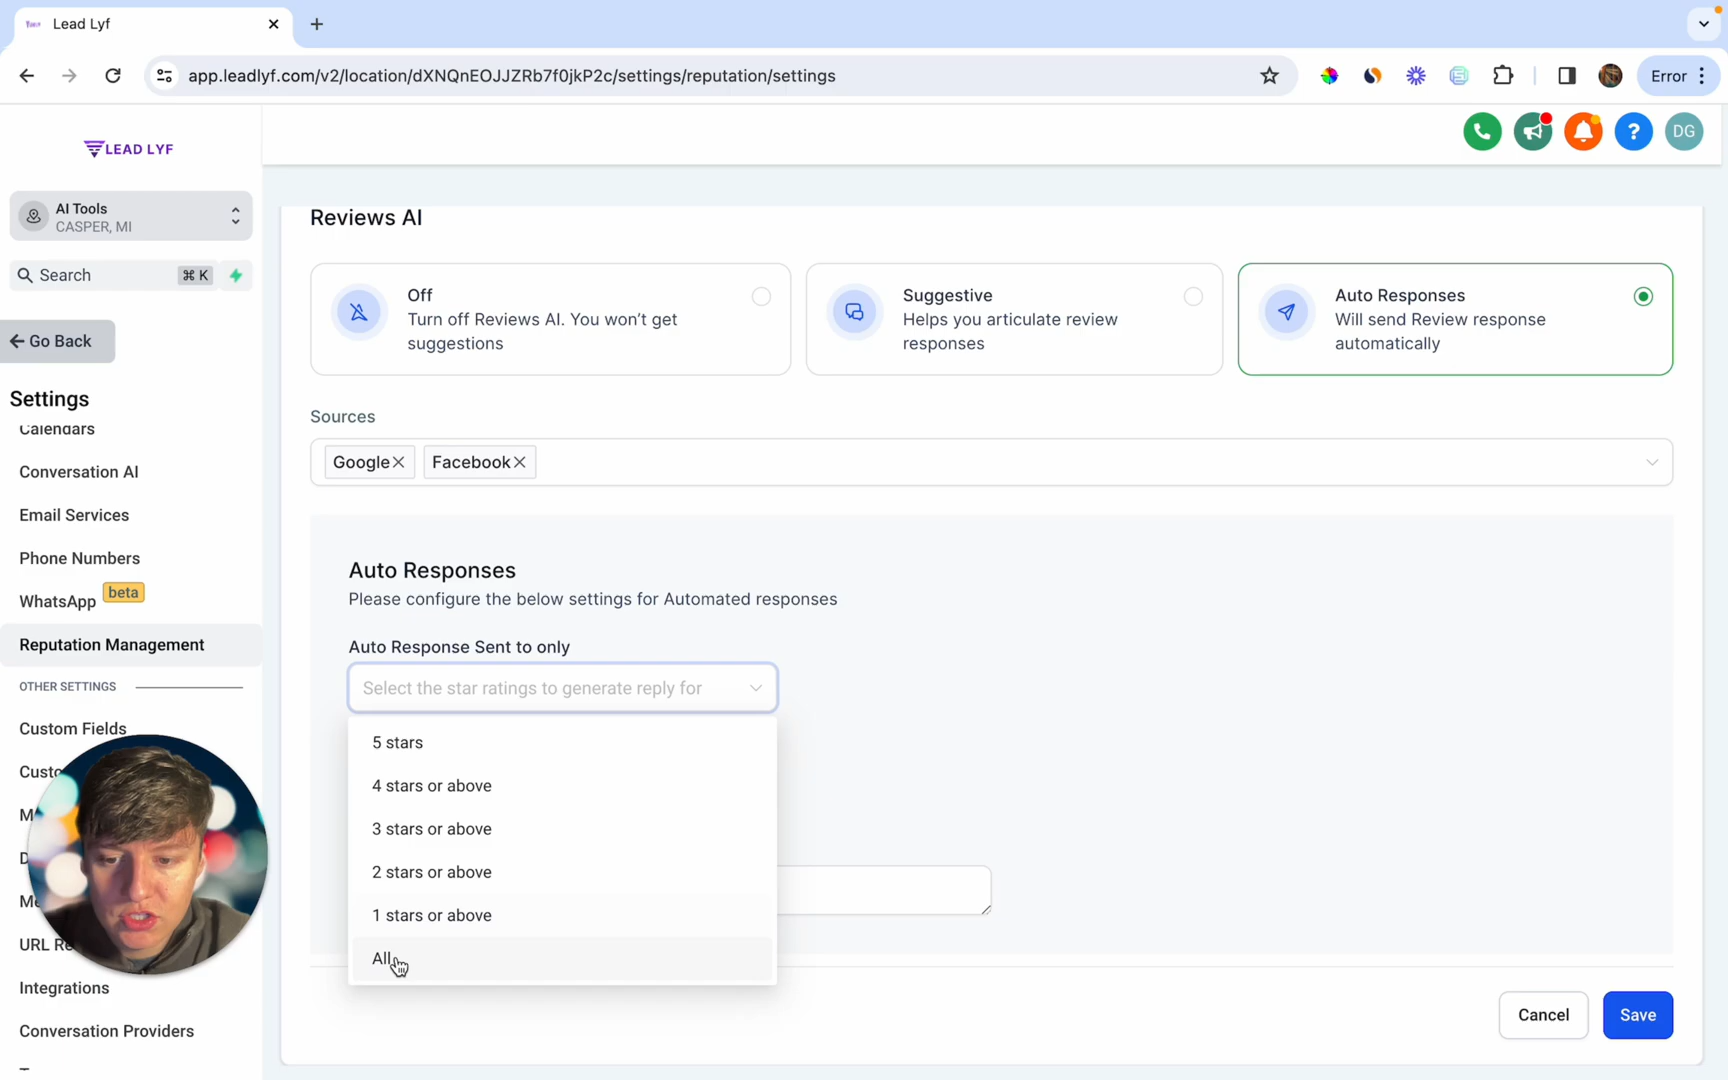 Lead Lyf
app.leadlyf.com/v2/location/dXNQnEOJJZRb7f0jkP2c/settings/reputation/settings
Error
LEAD LYF
DG
AI Tools
CASPER, MI
Search
⌘ K
Go Back
Settings
Calendars
Conversation AI
Email Services
Phone Numbers
WhatsApp
beta
Reputation Management
OTHER SETTINGS
Custom Fields
URL Re
Integrations
Conversation Providers
Reviews AI
Off
Turn off Reviews AI. You won't get
suggestions
Suggestive
Helps you articulate review
responses
Auto Responses
Will send Review response
automatically
Sources
Google
Facebook
Auto Responses
Please configure the below settings for Automated responses
Auto Response Sent to only
Select the star ratings to generate reply for
5 stars
4 stars or above
3 stars or above
2 stars or above
1 stars or above
All
Cancel
Save